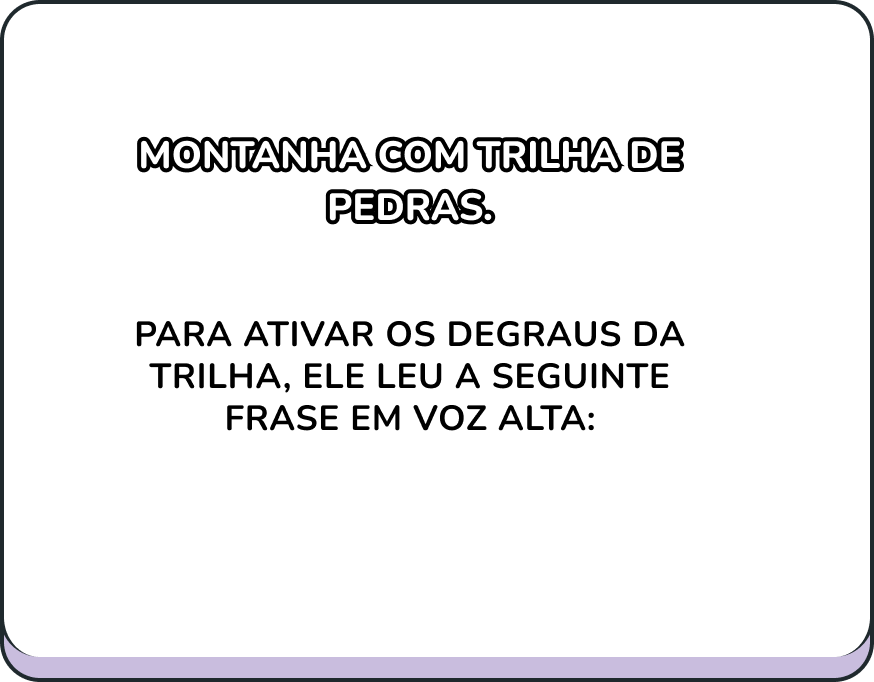 MONTANHA COM TRILHA DE
PEDRAS.
PARA ATIVAR OS DEGRAUS DA
TRILHA, ELE LEU A SEGUINTE
FRASE EM VOZ ALTA: